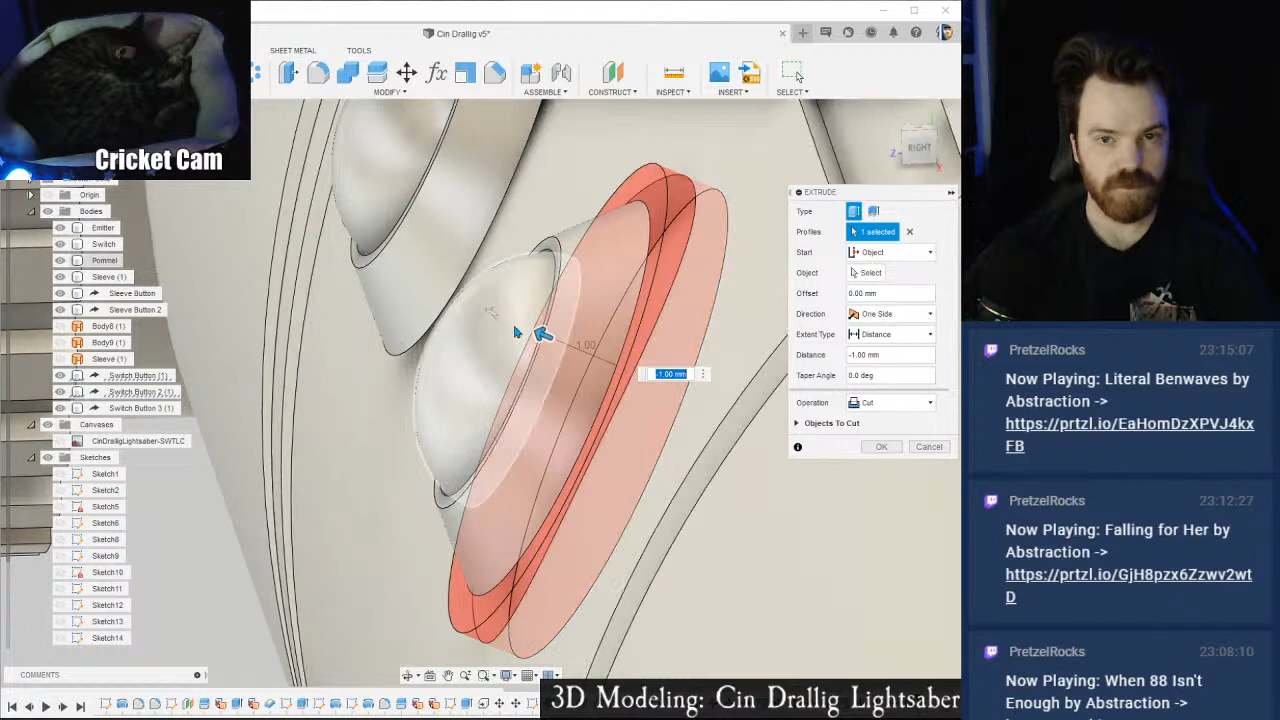 Cricket Cam
Cin Drallig v5*
SHEET METAL
TOOLS
MODIFY
ASSEMBLE
CONSTRUCT
INSPECT
INSERT
SELECT
Origin
Bodies
Emitter
Switch
Pommel
Sleeve (1)
Sleeve Button
Sleeve Button 2
Body8 (1)
Body9 (1)
Sleeve (1)
Switch Button (1)
Switch Button 2 (1)
Switch Button 3 (1)
Canvases
CinDralligLightsaber-SWTLC
Sketches
Sketch1
Sketch2
Sketch5
Sketch6
Sketch8
Sketch9
Sketch10
Sketch11
Sketch12
Sketch13
Sketch14
COMMENTS
RIGHT
Z
X
1.00
-1.00 mm
EXTRUDE
Type
Profiles
1 selected
Start
Object
Object
Select
Offset
0.00 mm
Direction
One Side
Extent Type
Distance
Distance
-1.00 mm
Taper Angle
0.0 deg
Operation
Cut
Objects To Cut
OK
Cancel
3D Modeling: Cin Drallig Lightsaber
PretzelRocks 23:15:07
Now Playing: Literal Benwaves by
Abstraction ->
https://prtzl.io/EaHomDzXPVJ4kx
FB
PretzelRocks 23:12:27
Now Playing: Falling for Her by
Abstraction ->
https://prtzl.io/GjH8pzx6Zzwv2wt
D
PretzelRocks 23:08:10
Now Playing: When 88 Isn't
Enough by Abstraction ->